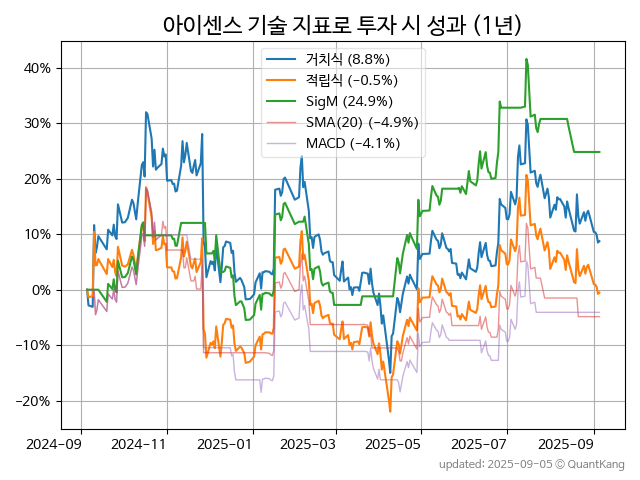 아이센스 기술 지표로 투자 시 성과 (1년)
거치식 (8.8%)
적립식 (−0.5%)
SigM (24.9%)
SMA(20) (−4.9%)
MACD (−4.1%)
40%
30%
20%
10%
0%
−10%
−20%
2024-09 2024-11 2025-01 2025-03 2025-05 2025-07 2025-09
updated: 2025-09-05 © QuantKang